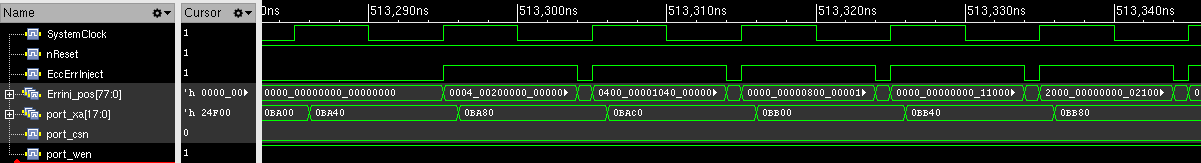 Name Cursor 0ns 513,290ns 513,300ns 513,310ns 513,320ns 513,330ns 513,340ns
SystemClock 1
nReset 1
EccErrInject 1
Errini_pos[77:0] 'h 0000_00 0000_00000000_00000000 0004_00200000_00000 0400_00001040_00000 0000_00000800_00001 0000_00000000_11000 2000_00000000_02100 0
port_xa[17:0] 'h 24F00 0BA00 0BA40 0BA80 0BAC0 0BB00 0BB40 0BB80
port_csn 0
port_wen 1